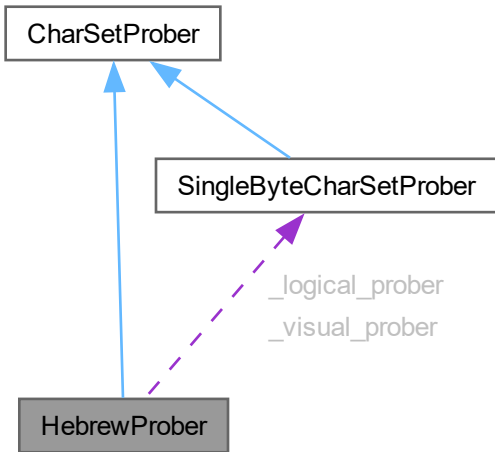 CharSetProber
SingleByteCharSetProber
_logical_prober
_visual_prober
HebrewProber